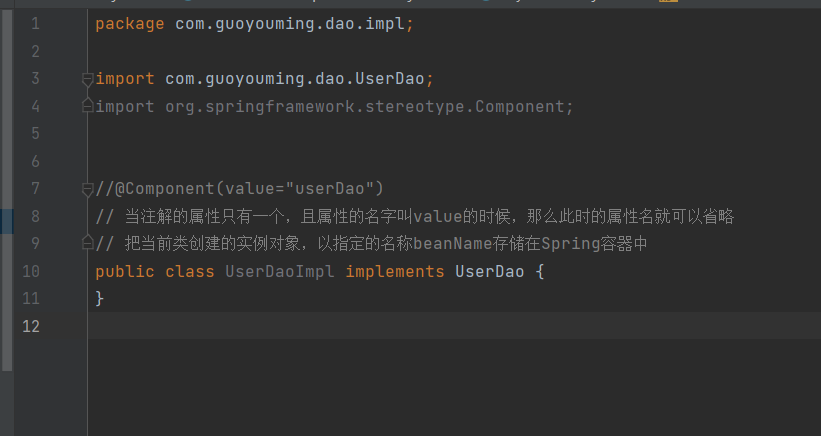 1 package com.guoyouming.dao.impl;
2
3 import com.guoyouming.dao.UserDao;
4 import org.springframework.stereotype.Component;
5
6
7 //@Component(value="userDao")
8 // 当注解的属性只有一个，且属性的名字叫value的时候，那么此时的属性名就可以省略
9 // 把当前类创建的实例对象，以指定的名称beanName存储在Spring容器中
10 public class UserDaoImpl implements UserDao {
11 }
12